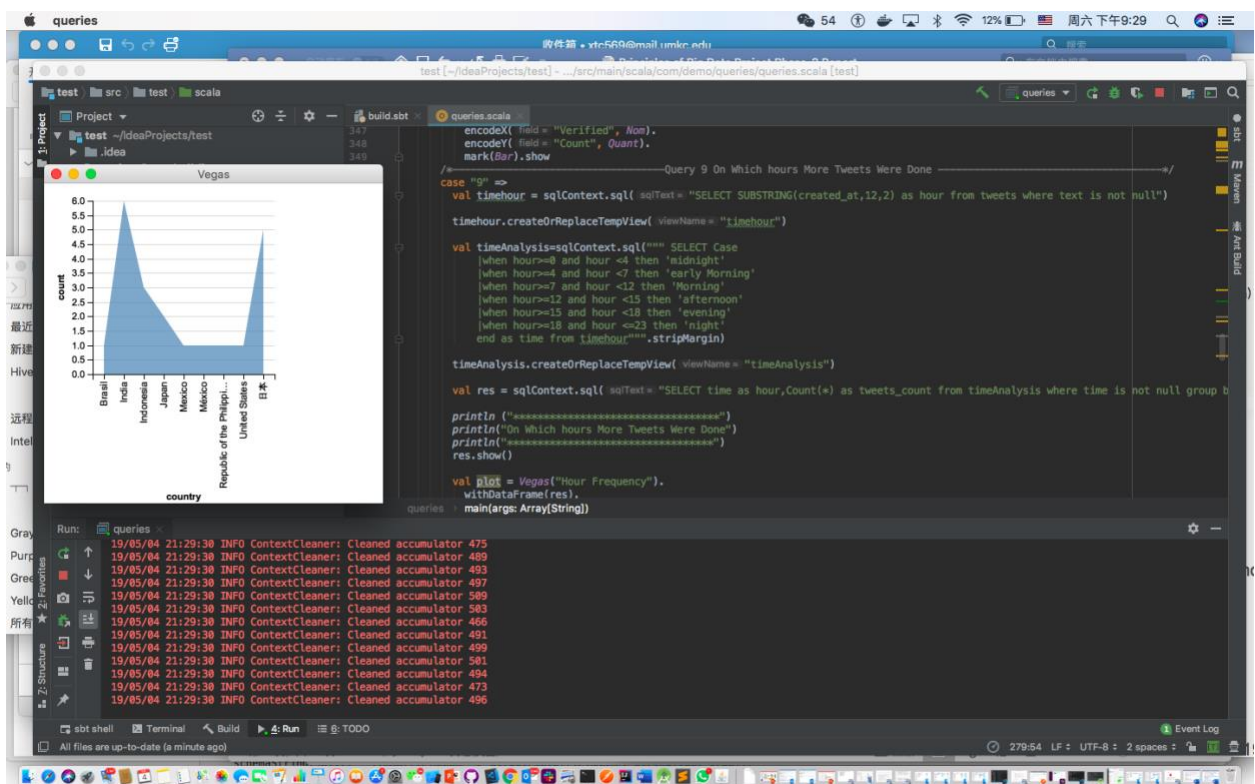 queries
54
12%
周六下午9:29
收件箱 • xtc569@mail.umkc.edu
test [~/IdeaProjects/test] - .../src/main/scala/com/demo/queries/queries.scala [test]
test src test scala
queries
1: Project
Project
build.sbt
queries.scala
test ~/IdeaProjects/test
.idea
347
348
349
encodeX( field = "Verified", Nom).
encodeY( field = "Count", Quant).
mark(Bar).show
/*------Query 9 On Which hours More Tweets Were Done ------*/
case "9" =>
val timehour = sqlContext.sql( sqlText = "SELECT SUBSTRING(created_at,12,2) as hour from tweets where text is not null")
timehour.createOrReplaceTempView( viewName = "timehour")
val timeAnalysis=sqlContext.sql(""" SELECT Case
|when hour>=0 and hour <4 then 'midnight'
|when hour>=4 and hour <7 then 'early Morning'
|when hour>=7 and hour <12 then 'Morning'
|when hour>=12 and hour <15 then 'afternoon'
|when hour>=15 and hour <18 then 'evening'
|when hour>=18 and hour <=23 then 'night'
end as time from timehour""".stripMargin)
timeAnalysis.createOrReplaceTempView( viewName = "timeAnalysis")
val res = sqlContext.sql( sqlText = "SELECT time as hour,Count(*) as tweets_count from timeAnalysis where time is not null group b
println ("*********************************")
println("On Which hours More Tweets Were Done")
println("*********************************")
res.show()
val plot = Vegas("Hour Frequency").
withDataFrame(res).
queries
main(args: Array[String])
sbt
Maven
Ant Build
Vegas
6.0
5.5
5.0
4.5
4.0
3.5
3.0
2.5
2.0
1.5
1.0
0.5
0.0
count
Brasil
India
Indonesia
Japan
Mexico
México
Republic of the Philippi...
United States
日本
country
最近
新建
Hive
远程
Intel
Gray
Purp
Gree
Yello
所有
Run:
queries
19/05/04 21:29:30 INFO ContextCleaner: Cleaned accumulator 475
19/05/04 21:29:30 INFO ContextCleaner: Cleaned accumulator 489
19/05/04 21:29:30 INFO ContextCleaner: Cleaned accumulator 493
19/05/04 21:29:30 INFO ContextCleaner: Cleaned accumulator 497
19/05/04 21:29:30 INFO ContextCleaner: Cleaned accumulator 509
19/05/04 21:29:30 INFO ContextCleaner: Cleaned accumulator 503
19/05/04 21:29:30 INFO ContextCleaner: Cleaned accumulator 466
19/05/04 21:29:30 INFO ContextCleaner: Cleaned accumulator 491
19/05/04 21:29:30 INFO ContextCleaner: Cleaned accumulator 499
19/05/04 21:29:30 INFO ContextCleaner: Cleaned accumulator 501
19/05/04 21:29:30 INFO ContextCleaner: Cleaned accumulator 494
19/05/04 21:29:30 INFO ContextCleaner: Cleaned accumulator 473
19/05/04 21:29:30 INFO ContextCleaner: Cleaned accumulator 496
2: Favorites
7: Structure
sbt shell
Terminal
Build
4: Run
6: TODO
Event Log
All files are up-to-date (a minute ago)
279:54 LF UTF-8 2 spaces